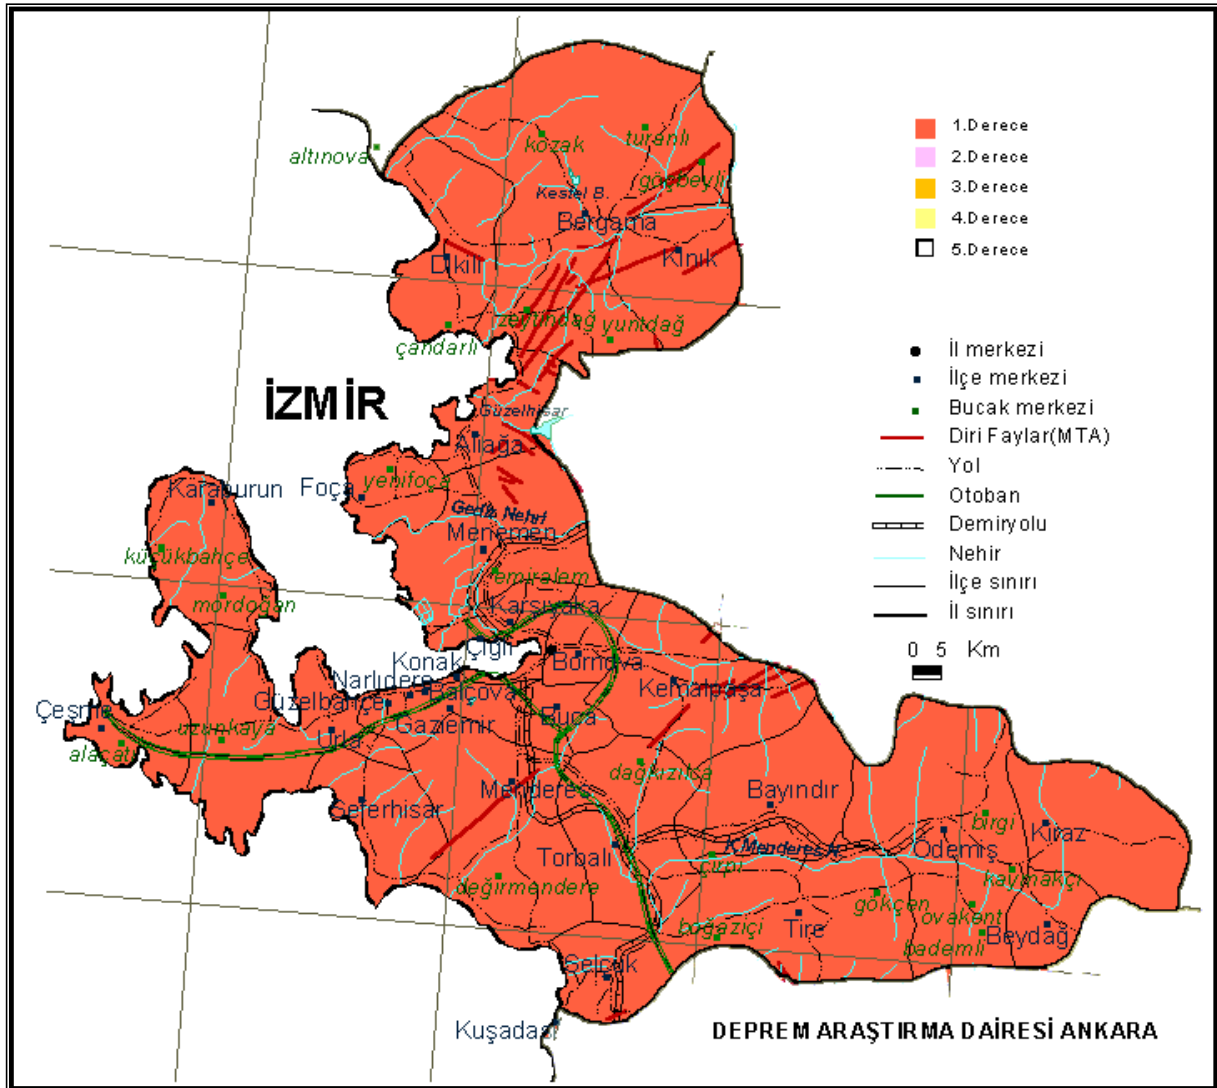 altınova
kozak
turanlı
göçbeyli
Kestel B.
Bergama
Dikili
Kınık
zeytindağ
yuntdağ
çandarlı
İZMİR
Güzelhisar
Aliağa
yenifoça
Foça
Karaburun
Gediz Nehri
Menemen
küçükbahçe
emiralem
mordoğan
Karşıyaka
Çiğli
Konak
Bornova
Narlıdere
Balçova
Kemalpaşa
Güzelbahçe
Gaziemir
Buca
Çeşme
uzunkaya
Urla
alaçatı
dağkızılca
Menderes
Seferhisar
Bayındır
birgi
Kiraz
Torbalı
K.Menderes N.
Ödemiş
çırpı
kaymakçı
değirmendere
gökçen
ovakent
boğaziçi
Tire
bademli
Beydağ
Selçuk
Kuşadası
1.Derece
2.Derece
3.Derece
4.Derece
5.Derece
İl merkezi
İlçe merkezi
Bucak merkezi
Diri Faylar(MTA)
Yol
Otoban
Demiryolu
Nehir
İlçe sınırı
İl sınırı
0 5 Km
DEPREM ARAŞTIRMA DAİRESİ ANKARA